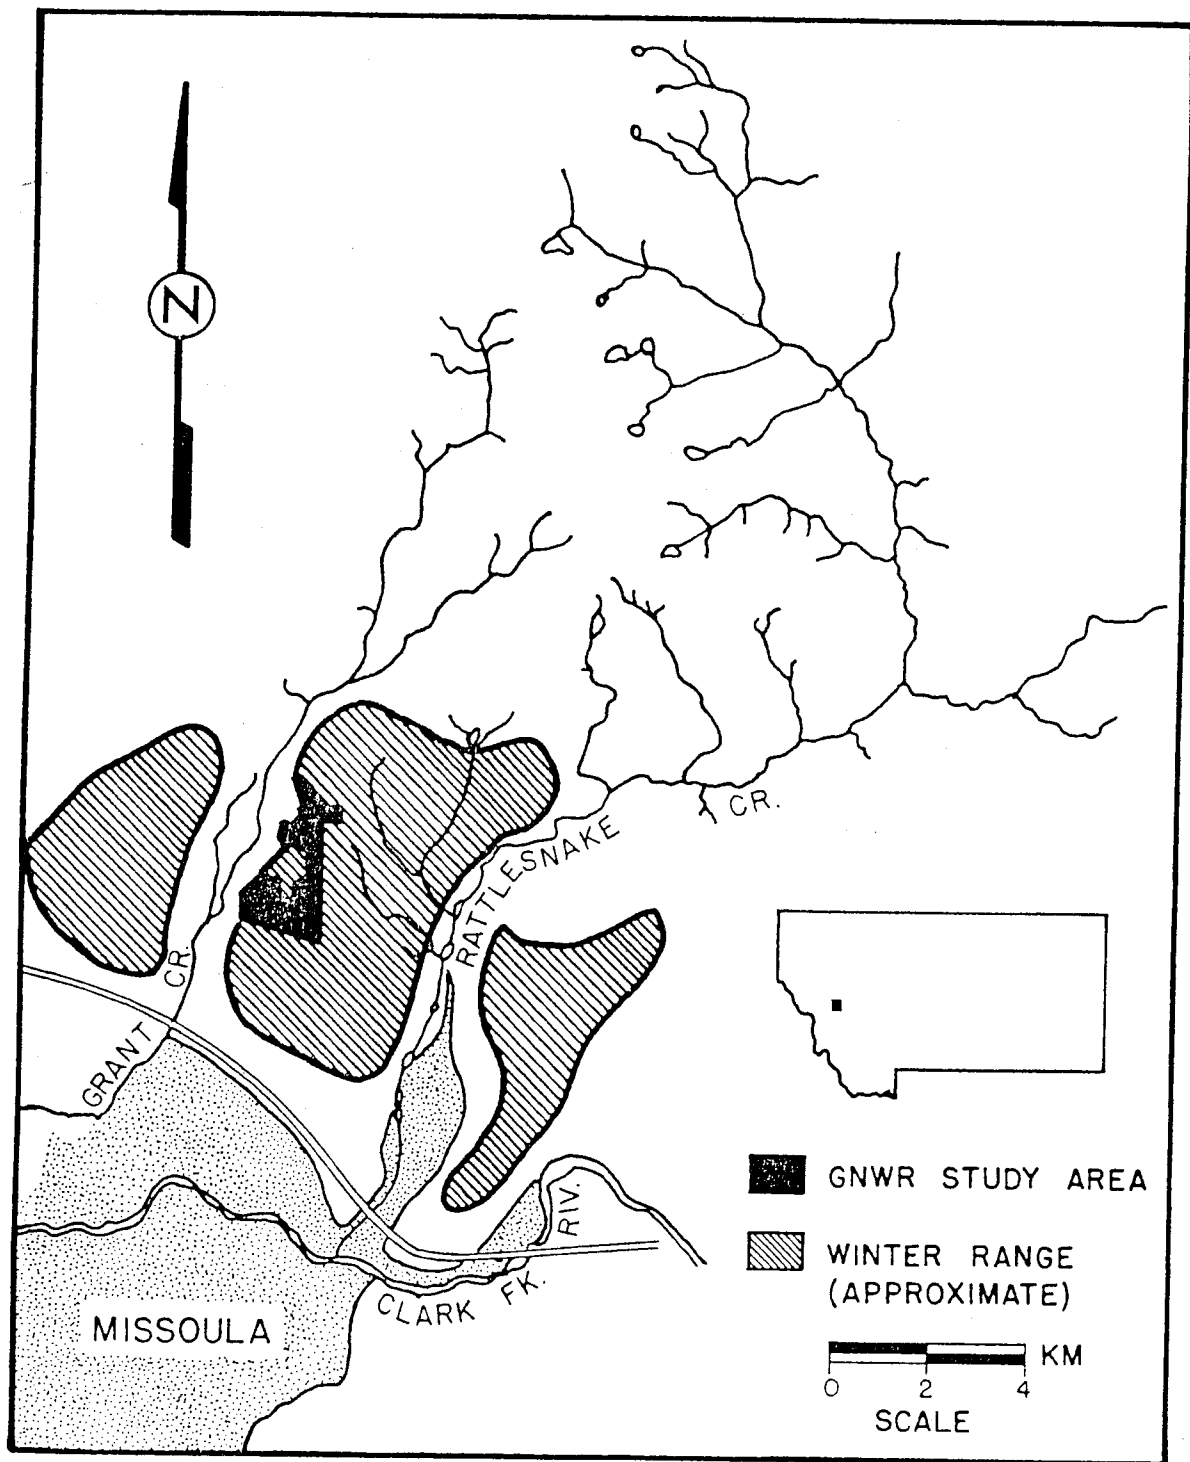 N
CR.
RATTLESNAKE
GRANT CR.
GNWR STUDY AREA
RIV.
WINTER RANGE
(APPROXIMATE)
CLARK FK.
MISSOULA
KM
0 2 4
SCALE